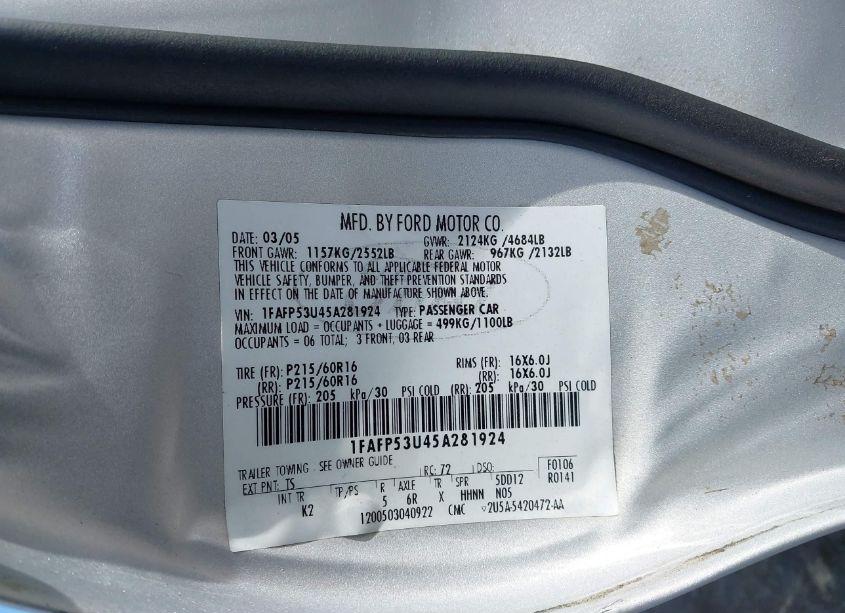 MFD. BY FORD MOTOR CO.
DATE: 03/05 GVWR: 2124KG /4684LB
FRONT GAWR: 1157KG/2552LB REAR GAWR: 967KG /2132LB
THIS VEHICLE CONFORMS TO ALL APPLICABLE FEDERAL MOTOR
VEHICLE SAFETY, BUMPER, AND THEFT PREVENTION STANDARDS
IN EFFECT ON THE DATE OF MANUFACTURE SHOWN ABOVE.
VIN: 1FAFP53U45A281924 TYPE: PASSENGER CAR
MAXIMUM LOAD = OCCUPANTS + LUGGAGE = 499KG/1100LB
OCCUPANTS = 06 TOTAL; 3 FRONT, 03 REAR
TIRE (FR): P215/60R16 RIMS (FR): 16X6.0J
(RR): P215/60R16 (RR): 16X6.0J
PRESSURE (FR): 205 kPa/30 PSI COLD (RR): 205 kPa/30 PSI COLD
1FAFP53U45A281924
TRAILER TOWING - SEE OWNER GUIDE RC: 72 DSO: F0106
EXT PNT: TS R0141
INT TR TP/PS R AXLE TR SPR 5DD12
K2 5 6R X HHNN N05
1200503040922 CMC 2U5A-5420472-AA